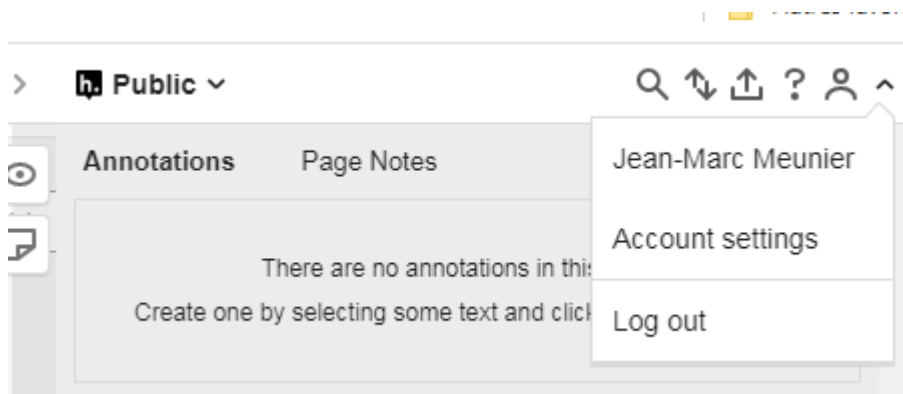 h. Public
Annotations Page Notes
There are no annotations in this
Create one by selecting some text and click
Jean-Marc Meunier
Account settings
Log out